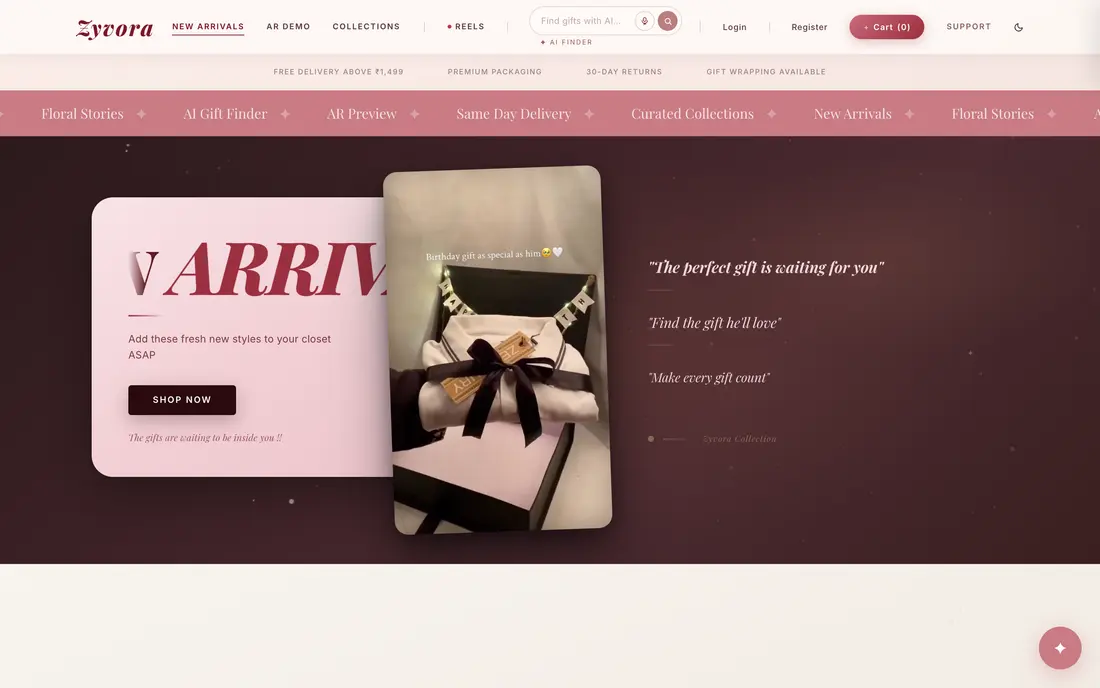 Zyvora
NEW ARRIVALS
AR DEMO
COLLECTIONS
REELS
Find gifts with AI...
AI FINDER
Login
Register
Cart (0)
SUPPORT
FREE DELIVERY ABOVE ₹1,499
PREMIUM PACKAGING
30-DAY RETURNS
GIFT WRAPPING AVAILABLE
Floral Stories
AI Gift Finder
AR Preview
Same Day Delivery
Curated Collections
New Arrivals
Floral Stories
ARRIV
Add these fresh new styles to your closet
ASAP
SHOP NOW
The gifts are waiting to be inside you !!
Birthday gift as special as him🥺🤍
"The perfect gift is waiting for you"
"Find the gift he'll love"
"Make every gift count"
Zyvora Collection